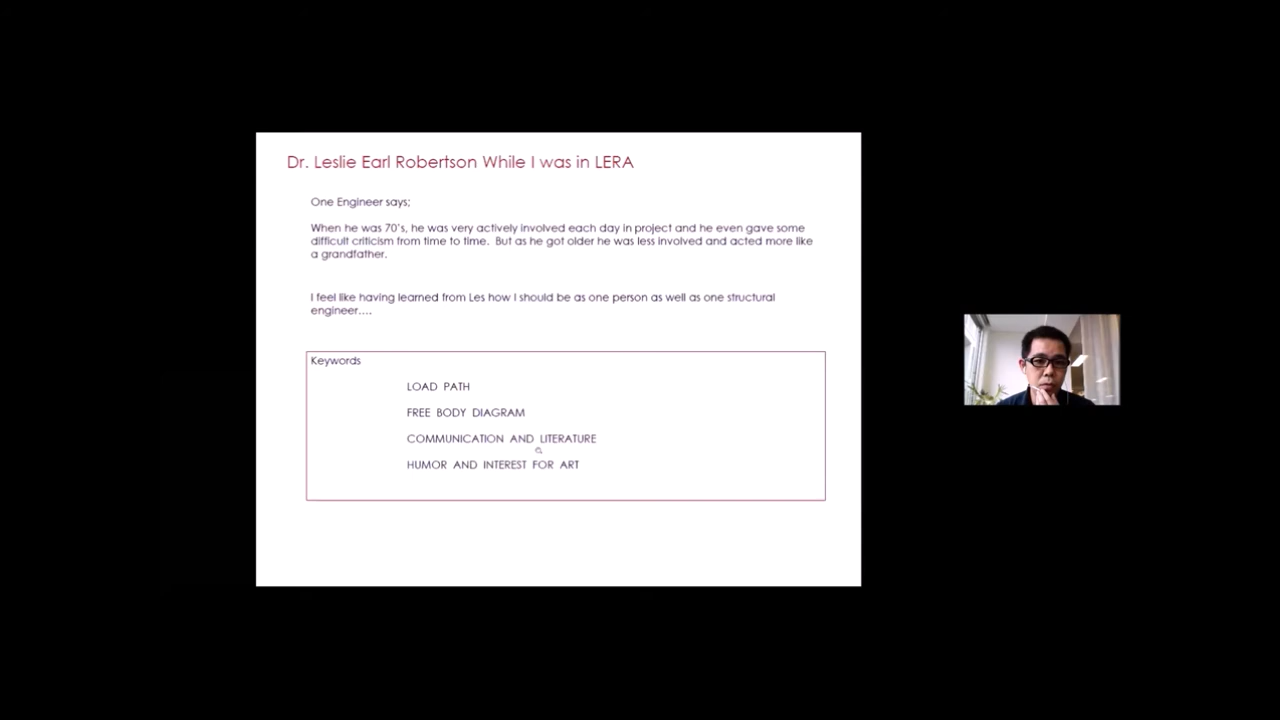 Dr. Leslie Earl Robertson While I was in LERA
One Engineer says;
When he was 70's, he was very actively involved each day in project and he even gave some
difficult criticism from time to time. But as he got older he was less involved and acted more like
a grandfather.
I feel like having learned from Les how I should be as one person as well as one structural
engineer....
Keywords
LOAD PATH
FREE BODY DIAGRAM
COMMUNICATION AND LITERATURE
HUMOR AND INTEREST FOR ART